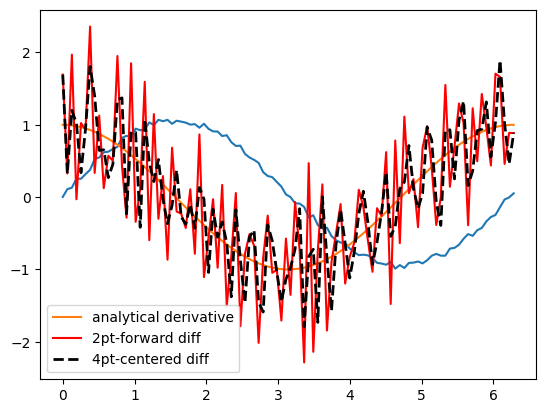 2
1
0
−1
−2
analytical derivative
2pt-forward diff
4pt-centered diff
0 1 2 3 4 5 6